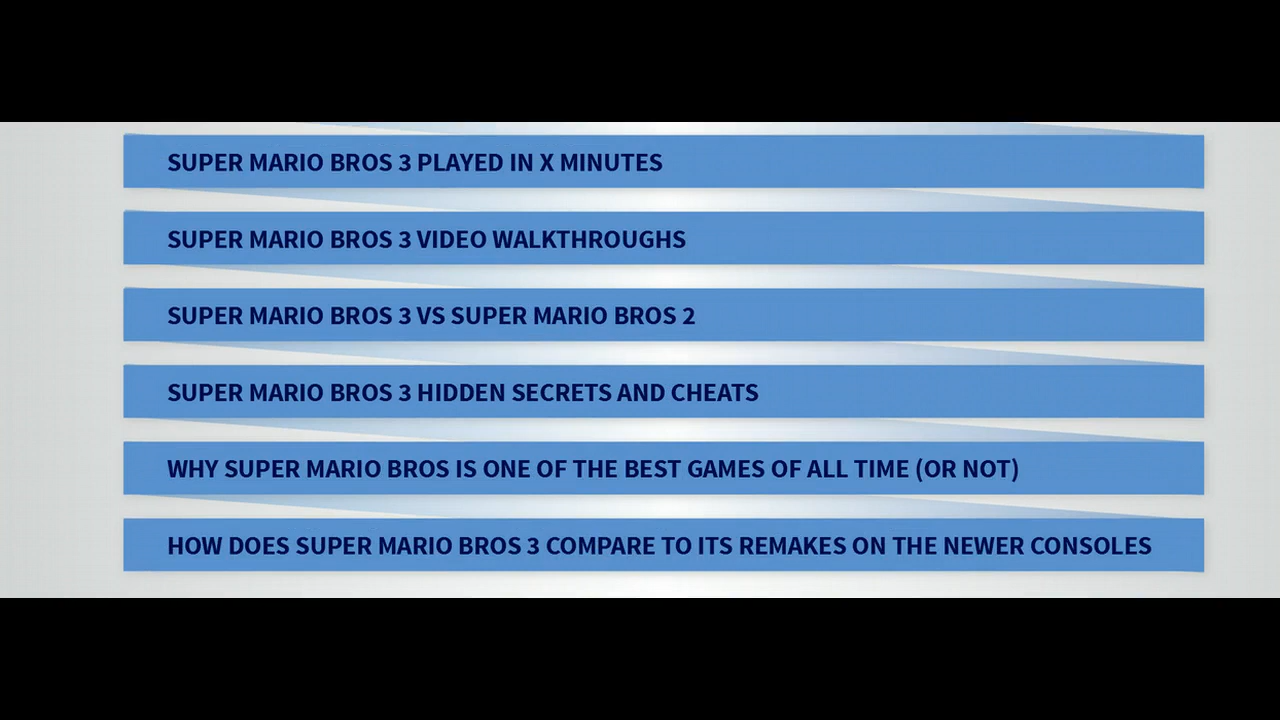 SUPER MARIO BROS 3 PLAYED IN X MINUTES
SUPER MARIO BROS 3 VIDEO WALKTHROUGHS
SUPER MARIO BROS 3 VS SUPER MARIO BROS 2
SUPER MARIO BROS 3 HIDDEN SECRETS AND CHEATS
WHY SUPER MARIO BROS IS ONE OF THE BEST GAMES OF ALL TIME (OR NOT)
HOW DOES SUPER MARIO BROS 3 COMPARE TO ITS REMAKES ON THE NEWER CONSOLES